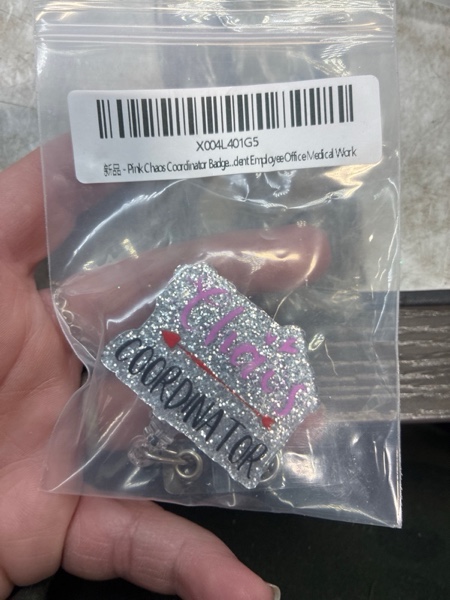 X004L401G5
新品 - Pink Chaos Coordinator Badge...dent Employee Office Medical Work
Chaos
COORDINATOR